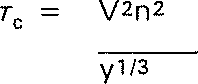 r_c = V²n²
y^1/3